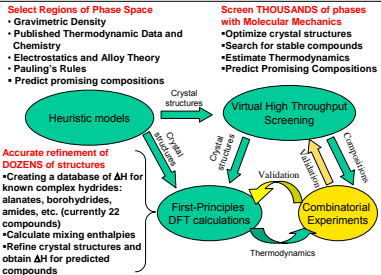 Select Regions of Phase Space
• Gravimetric Density
• Published Thermodynamic Data and
Chemistry
• Electrostatics and Alloy Theory
• Pauling's Rules
▪ Predict promising compositions
Screen THOUSANDS of phases
with Molecular Mechanics
▪Optimize crystal structures
▪Search for stable compounds
▪Estimate Thermodynamics
▪Predict Promising Compositions
Crystal
structures
Heuristic models
Virtual High Throughput
Screening
Crystal
structures
Crystal
structures
Validation
Compositions
Accurate refinement of
DOZENS of structures
▪Creating a database of ΔH for
known complex hydrides:
alanates, borohydrides,
amides, etc. (currently 22
compounds)
▪Calculate mixing enthalpies
▪Refine crystal structures and
obtain ΔH for predicted
compounds
Validation
First-Principles
DFT calculations
Combinatorial
Experiments
Thermodynamics